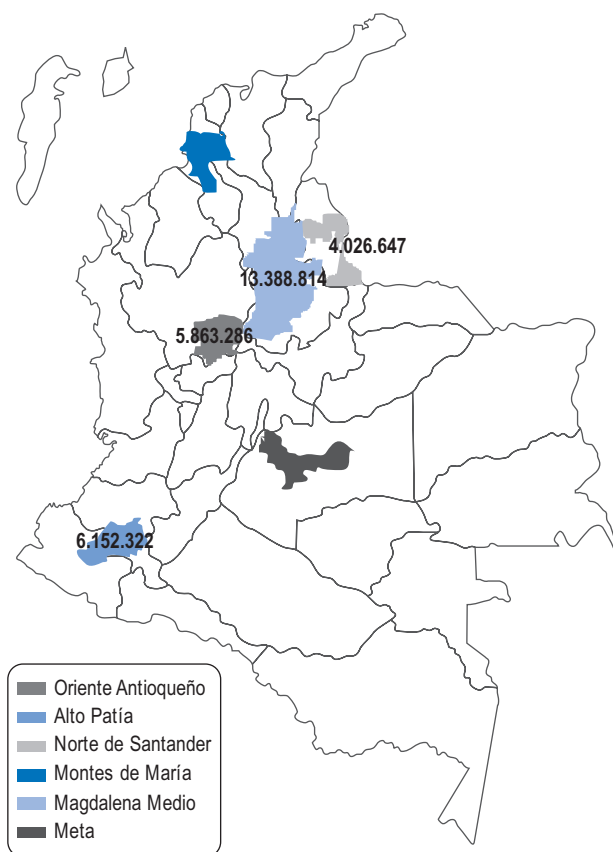 4.026.647
13.388.814
5.863.286
6.152.322
Oriente Antioqueño
Alto Patía
Norte de Santander
Montes de María
Magdalena Medio
Meta